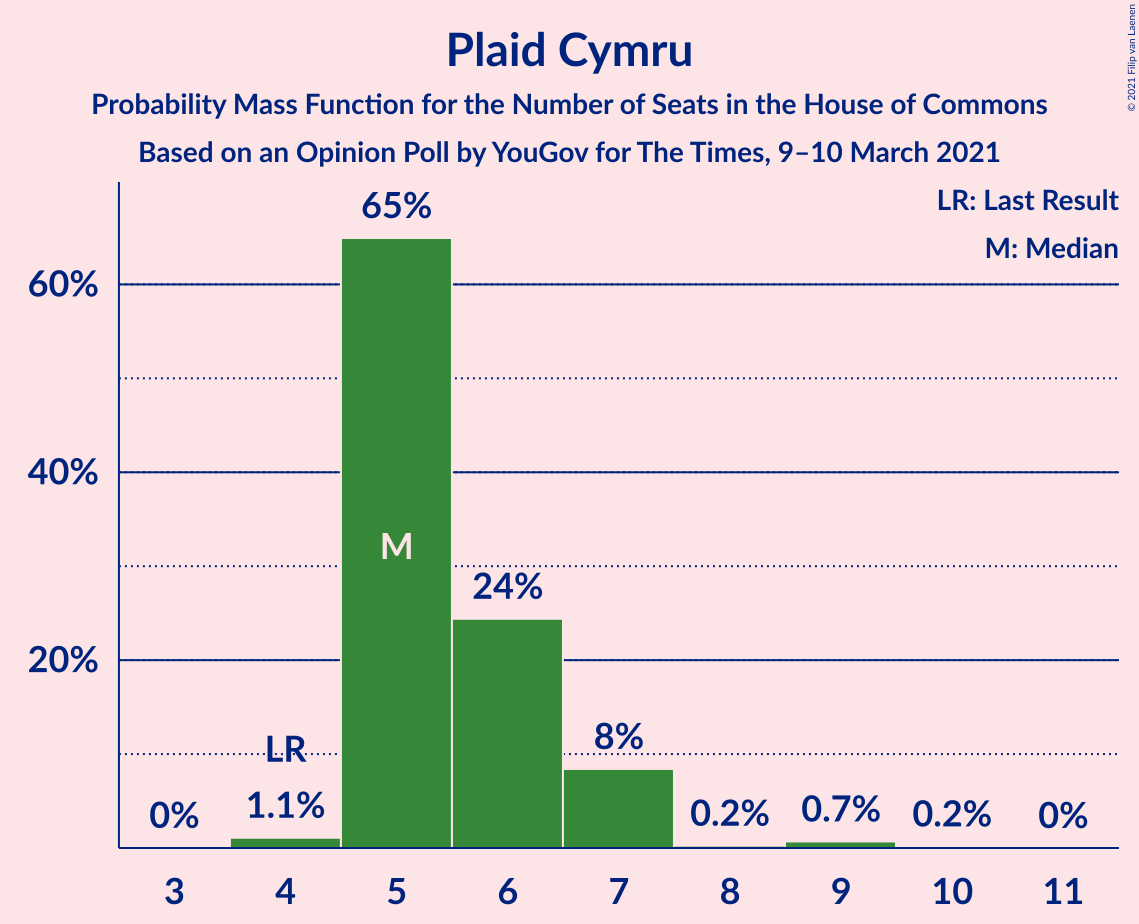 Plaid Cymru
Probability Mass Function for the Number of Seats in the House of Commons
Based on an Opinion Poll by YouGov for The Times, 9–10 March 2021
© 2021 Filip van Laenen
LR: Last Result
M: Median
65%
60%
40%
M
24%
20%
LR
8%
0%
1.1%
0.2%
0.7%
0.2%
0%
3 4 5 6 7 8 9 10 11